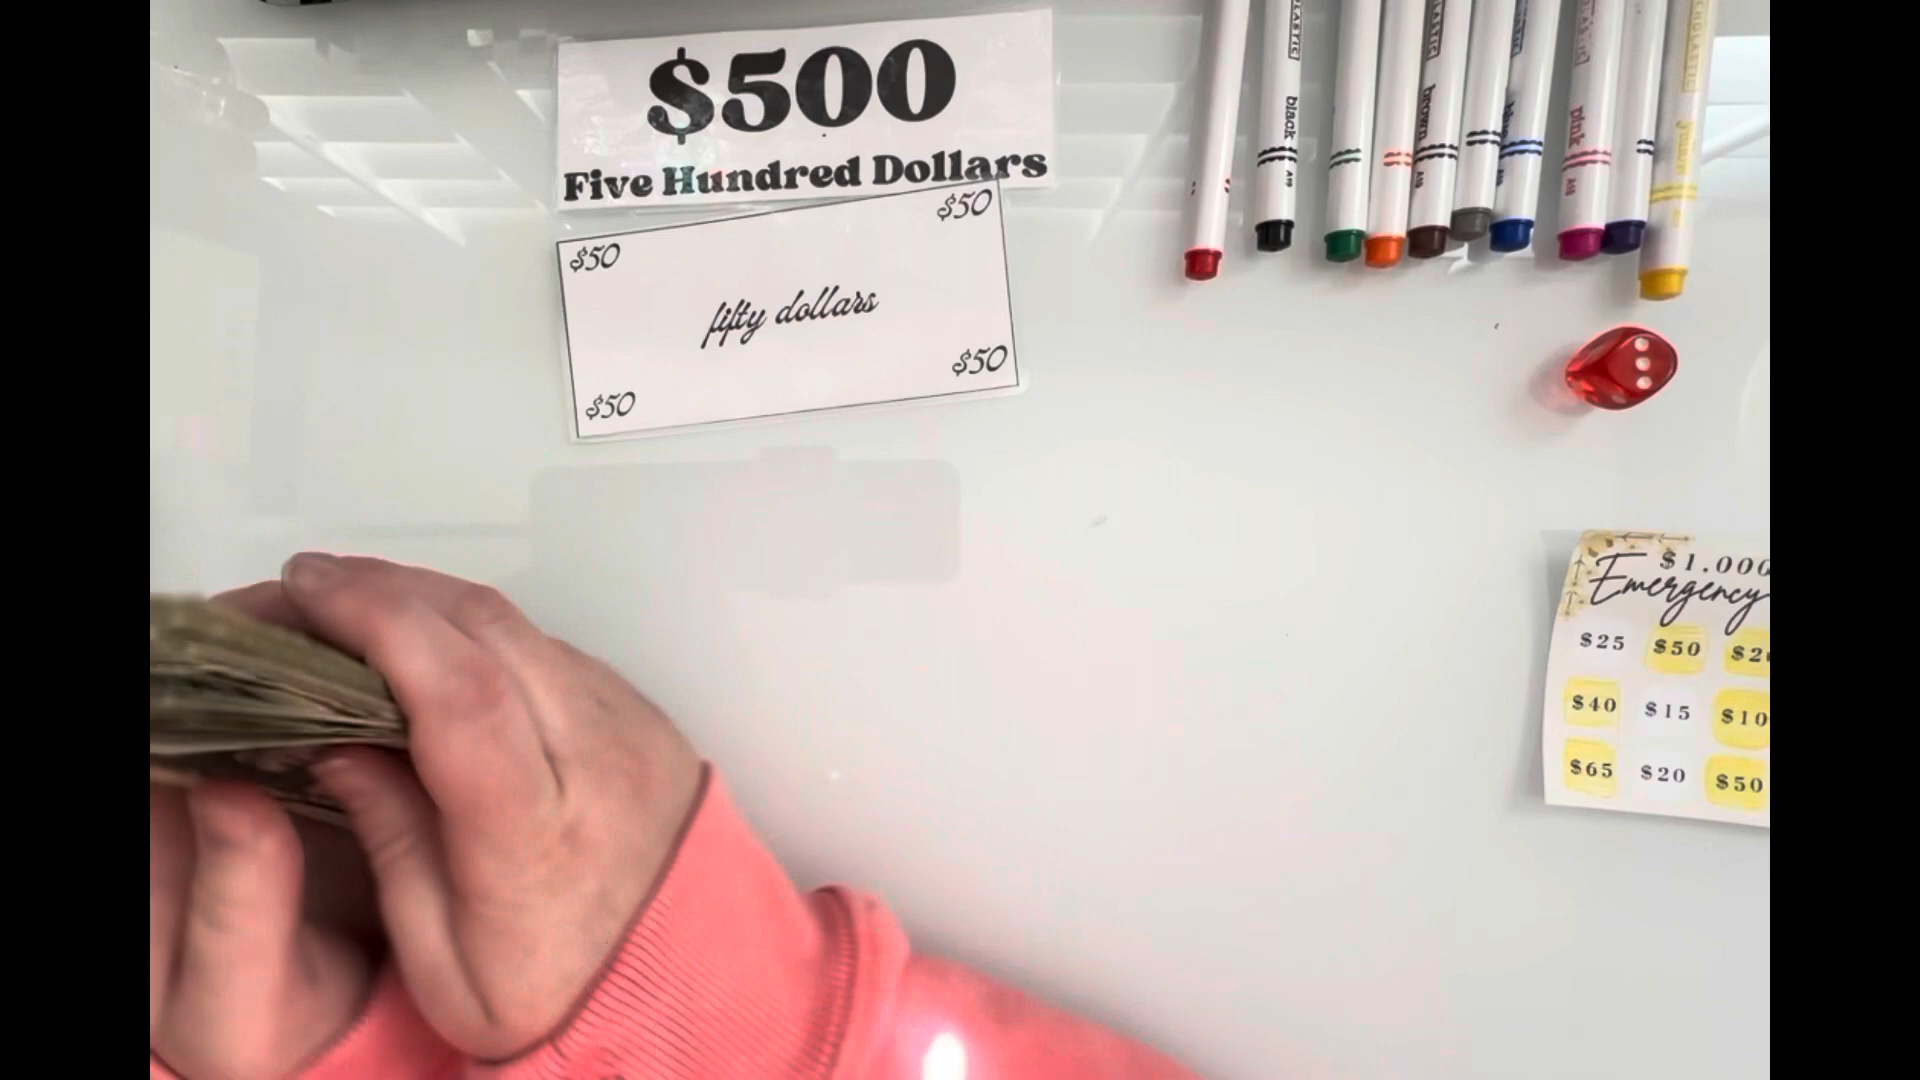 $500
Five Hundred Dollars
$50
$50
fifty dollars
$50
$50
black
brown
pink
$1,000
Emergency
$25 $50
$40 $15 $10
$65 $20 $50